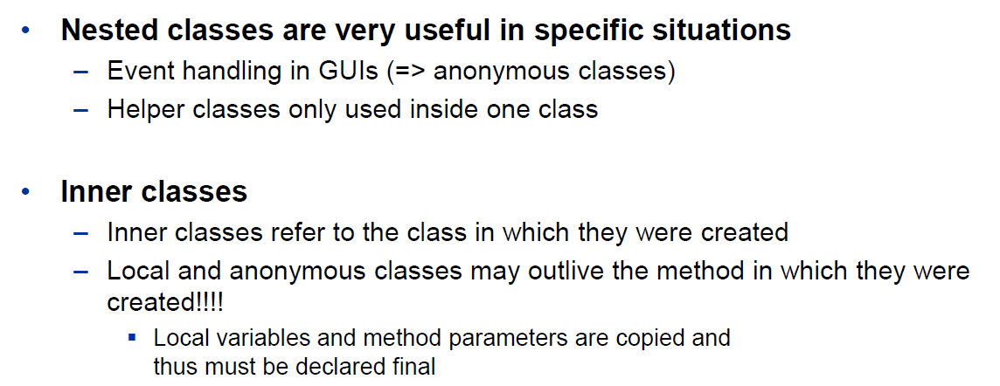 • Nested classes are very useful in specific situations
– Event handling in GUIs (=> anonymous classes)
– Helper classes only used inside one class
• Inner classes
– Inner classes refer to the class in which they were created
– Local and anonymous classes may outlive the method in which they were
created!!!!
▪ Local variables and method parameters are copied and
thus must be declared final